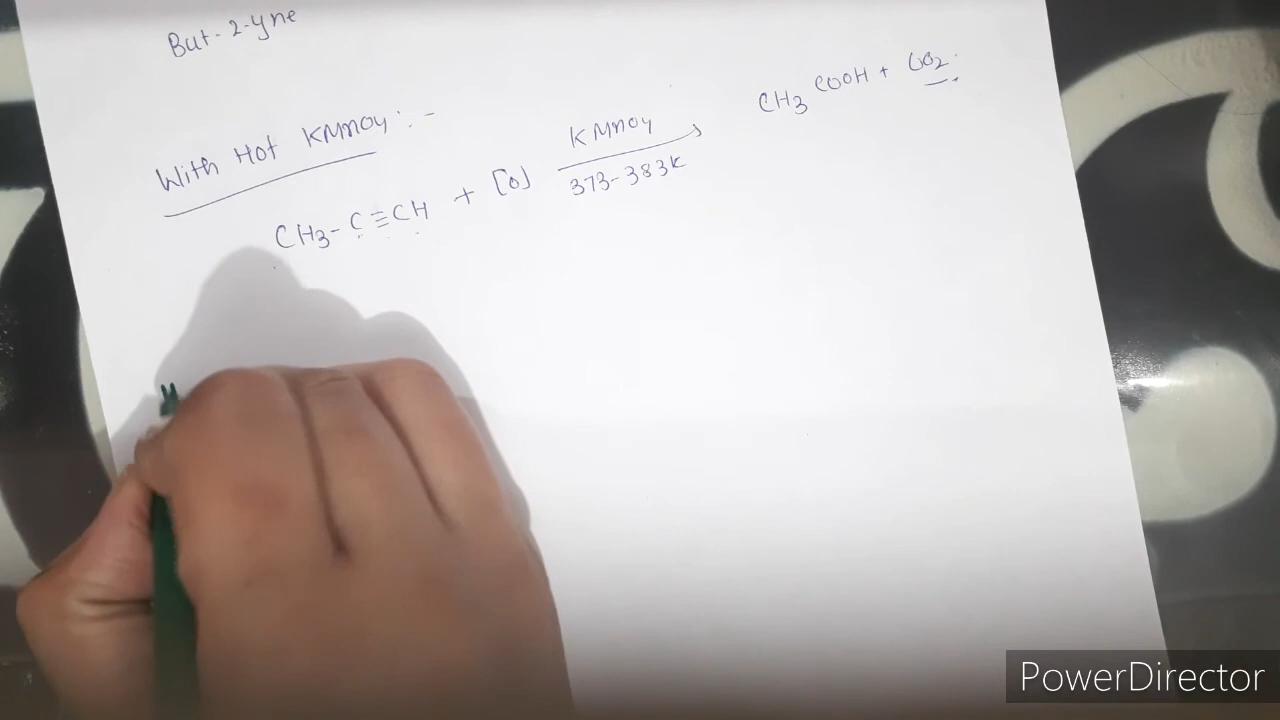 But-2-yne
With Hot KMnO4:-
CH3-C≡CH + [O] KMnO4 373-383K CH3COOH + CO2.
PowerDirector